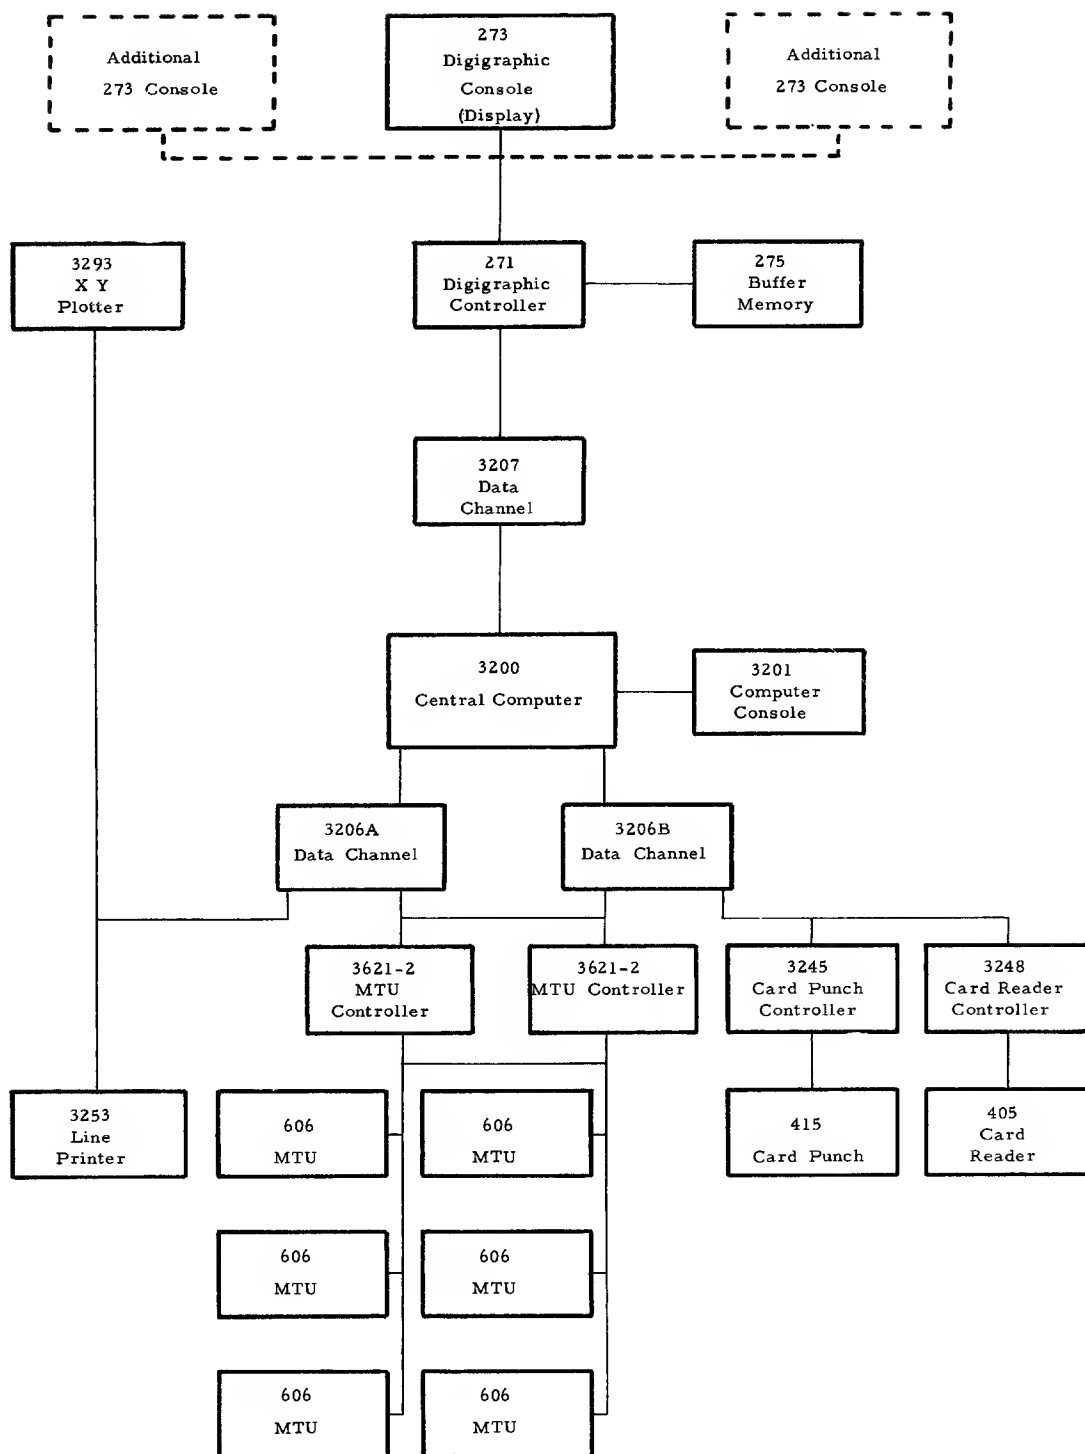 Additional
273 Console
273
Digigraphic
Console
(Display)
Additional
273 Console
3293
X Y
Plotter
271
Digigraphic
Controller
275
Buffer
Memory
3207
Data
Channel
3200
Central Computer
3201
Computer
Console
3206A
Data Channel
3206B
Data Channel
3621-2
MTU
Controller
3621-2
MTU Controller
3245
Card Punch
Controller
3248
Card Reader
Controller
3253
Line
Printer
606
MTU
606
MTU
415
Card Punch
405
Card
Reader
606
MTU
606
MTU
606
MTU
606
MTU